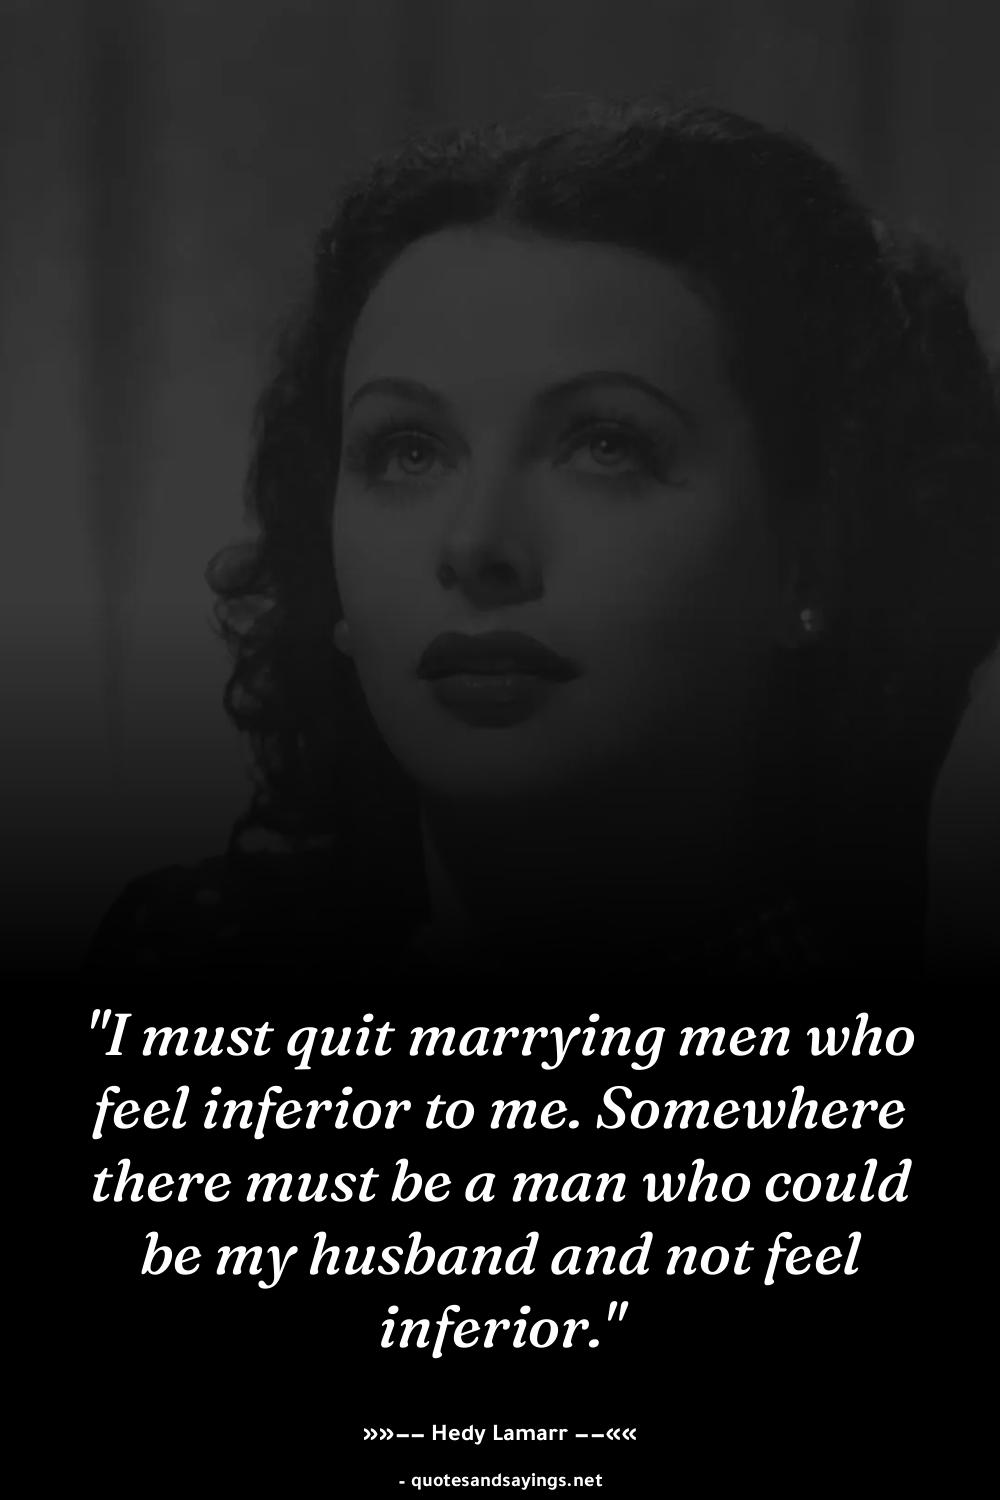 "I must quit marrying men who
feel inferior to me. Somewhere
there must be a man who could
be my husband and not feel
inferior."
»»–– Hedy Lamarr ––««
- quotesandsayings.net